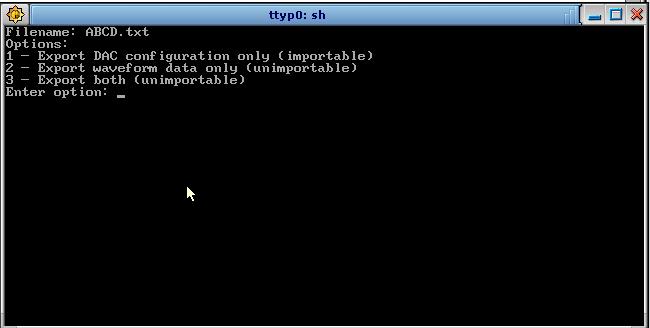 ttyp0: sh
Filename: ABCD.txt
Options:
1 - Export DAC configuration only (importable)
2 - Export waveform data only (unimportable)
3 - Export both (unimportable)
Enter option: _